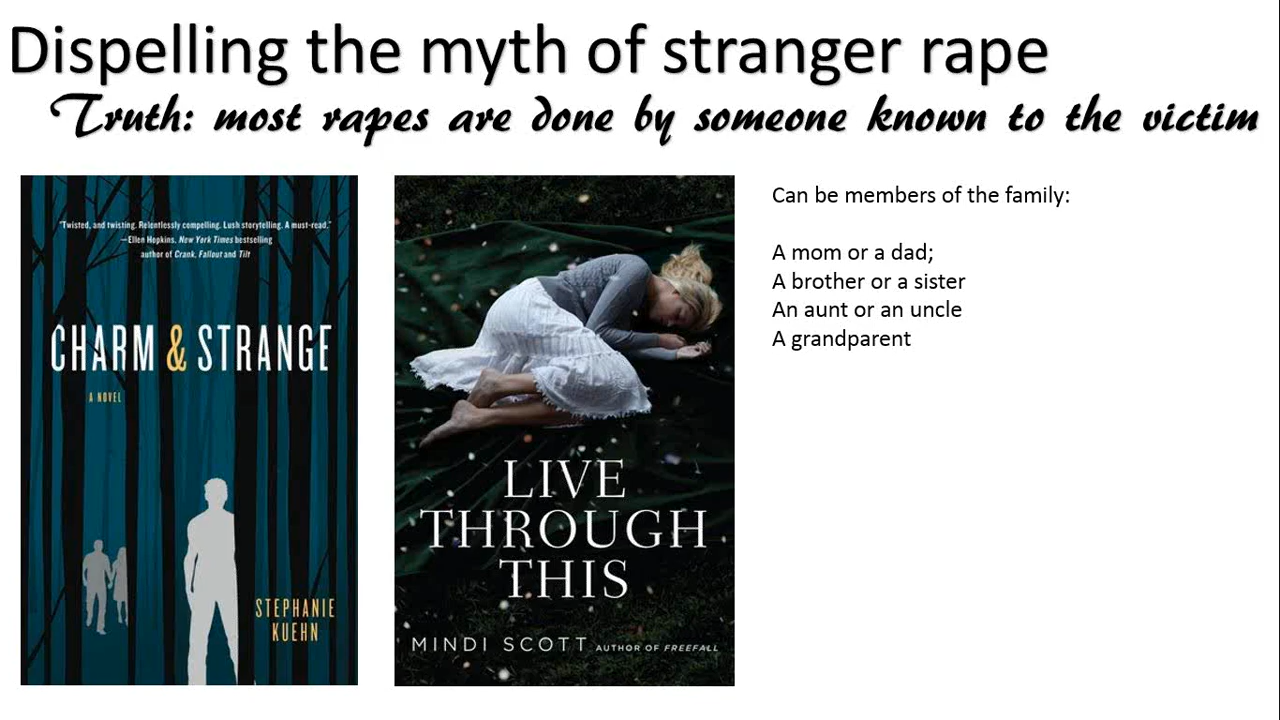 Dispelling the myth of stranger rape
Truth: most rapes are done by someone known to the victim
"Twisted, and twisting. Relentlessly compelling. Lush storytelling. A must-read."
—Ellen Hopkins, New York Times bestselling
author of Crank, Fallout and Tilt
CHARM & STRANGE
A NOVEL
STEPHANIE
KUEHN
LIVE
THROUGH
THIS
MINDI SCOTT AUTHOR OF FREEFALL
Can be members of the family:
A mom or a dad;
A brother or a sister
An aunt or an uncle
A grandparent